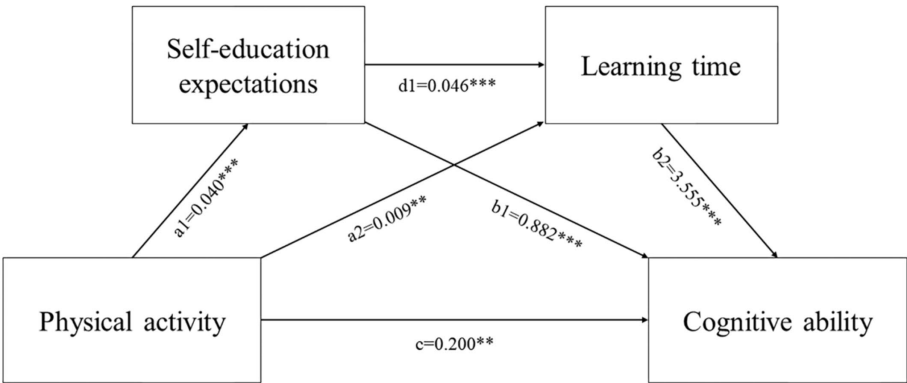 Self-education
expectations
Learning time
d1=0.046***
a1=0.040***
a2=0.009**
b1=0.882***
b2=3.555***
Physical activity
Cognitive ability
c=0.200**